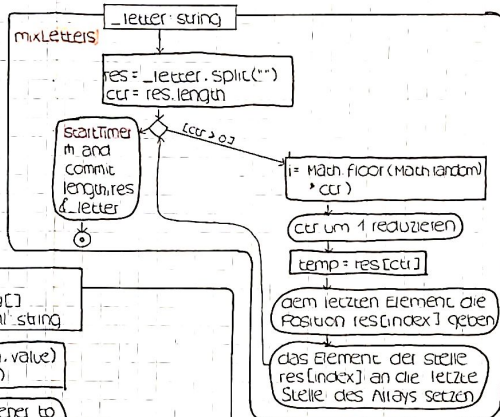 _letter: string
mixLetters
res = _letter.split("")
ctr = res.length
[ctr > 0]
startTimer
and
commit
length, res
&_letter
i= Math.floor(Math.random)
* ctr)
ctr um 1 reduzieren
temp = res[ctr]
dem letzten Element die
Position res[index] geben
das Element der Stelle
res[index] an die letzte
Stelle des Arrays setzen
g[]
string
, value)
)
ener to